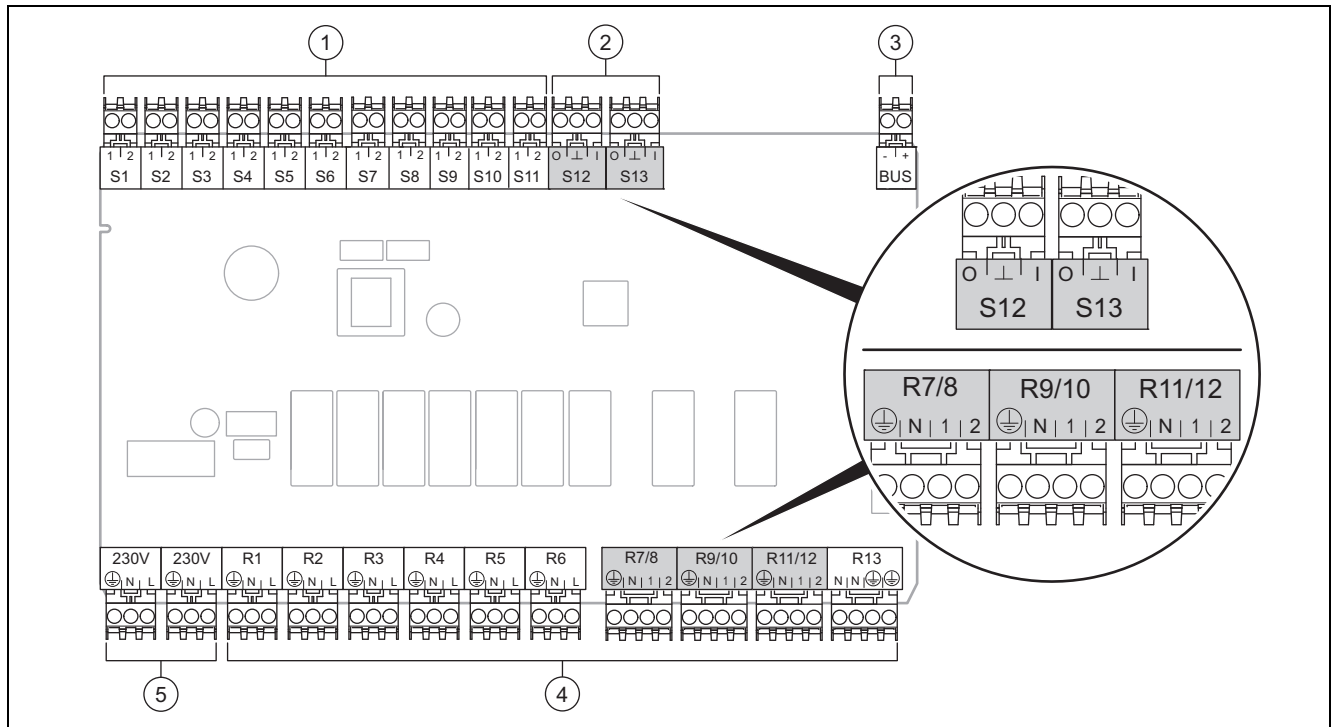 1 2 3
1 2 1 2 1 2 1 2 1 2 1 2 1 2 1 2 1 2 1 2 1 2 O ⊥ I O ⊥ I - +
S1 S2 S3 S4 S5 S6 S7 S8 S9 S10 S11 S12 S13 BUS
O ⊥ I O ⊥ I
S12 S13
R7/8 R9/10 R11/12
N 1 2 N 1 2 N 1 2
230V 230V R1 R2 R3 R4 R5 R6 R7/8 R9/10 R11/12 R13
N L N L N L N L N L N L N L N L N 1 2 N 1 2 N 1 2 N N
5 4